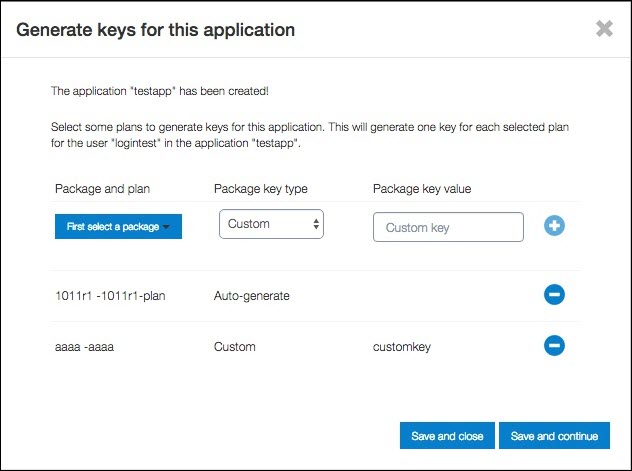 Generate keys for this application
The application "testapp" has been created!
Select some plans to generate keys for this application. This will generate one key for each selected plan
for the user "logintest" in the application "testapp".
Package and plan Package key type Package key value
First select a package Custom Custom key
1011r1 -1011r1-plan Auto-generate
aaaa -aaaa Custom customkey
Save and close Save and continue